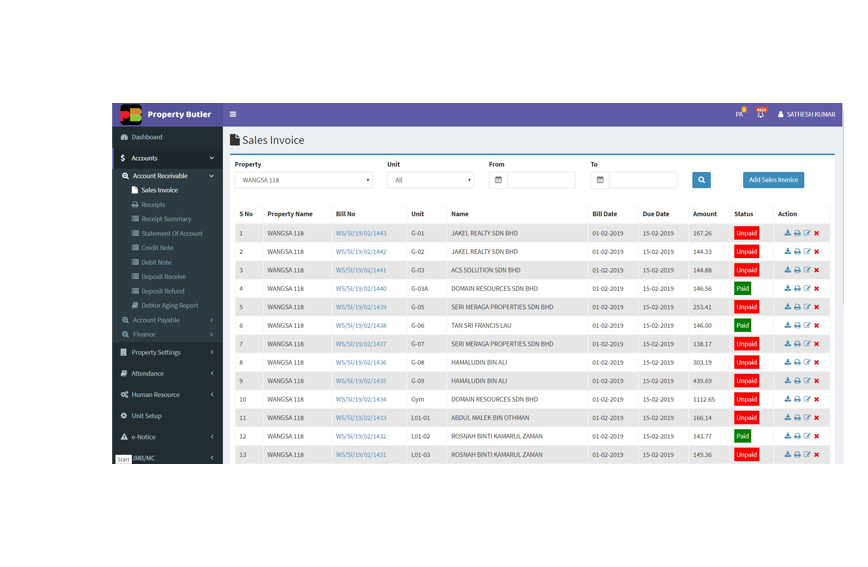 Property Butler
PA
4691
SATHESH KUMAR
Dashboard
Accounts
Account Receivable
Sales Invoice
Receipts
Receipt Summary
Statement Of Account
Credit Note
Debit Note
Deposit Receive
Deposit Refund
Debtor Aging Report
Account Payable
Finance
Property Settings
Attendance
Human Resource
Unit Setup
e-Notice
JMB/MC
Start
Sales Invoice
Property Unit From To
WANGSA 118 All Add Sales Invoice
S No Property Name Bill No Unit Name Bill Date Due Date Amount Status Action
1 WANGSA 118 WS/SI/19/02/1443 G-01 JAKEL REALTY SDN BHD 01-02-2019 15-02-2019 167.26 Unpaid
2 WANGSA 118 WS/SI/19/02/1442 G-02 JAKEL REALTY SDN BHD 01-02-2019 15-02-2019 144.33 Unpaid
3 WANGSA 118 WS/SI/19/02/1441 G-03 ACS SOLUTION SDN BHD 01-02-2019 15-02-2019 144.88 Unpaid
4 WANGSA 118 WS/SI/19/02/1440 G-03A DOMAIN RESOURCES SDN BHD 01-02-2019 15-02-2019 146.56 Paid
5 WANGSA 118 WS/SI/19/02/1439 G-05 SERI MERAGA PROPERTIES SDN BHD 01-02-2019 15-02-2019 253.41 Unpaid
6 WANGSA 118 WS/SI/19/02/1438 G-06 TAN SRI FRANCIS LAU 01-02-2019 15-02-2019 146.00 Paid
7 WANGSA 118 WS/SI/19/02/1437 G-07 SERI MERAGA PROPERTIES SDN BHD 01-02-2019 15-02-2019 138.17 Unpaid
8 WANGSA 118 WS/SI/19/02/1436 G-08 HAMALUDIN BIN ALI 01-02-2019 15-02-2019 303.19 Unpaid
9 WANGSA 118 WS/SI/19/02/1435 G-09 HAMALUDIN BIN ALI 01-02-2019 15-02-2019 439.69 Unpaid
10 WANGSA 118 WS/SI/19/02/1434 Gym DOMAIN RESOURCES SDN BHD 01-02-2019 15-02-2019 1112.65 Unpaid
11 WANGSA 118 WS/SI/19/02/1433 L01-01 ABDUL MALEK BIN OTHMAN 01-02-2019 15-02-2019 166.14 Unpaid
12 WANGSA 118 WS/SI/19/02/1432 L01-02 ROSNAH BINTI KAMARUL ZAMAN 01-02-2019 15-02-2019 143.77 Paid
13 WANGSA 118 WS/SI/19/02/1431 L01-03 ROSNAH BINTI KAMARUL ZAMAN 01-02-2019 15-02-2019 149.36 Unpaid